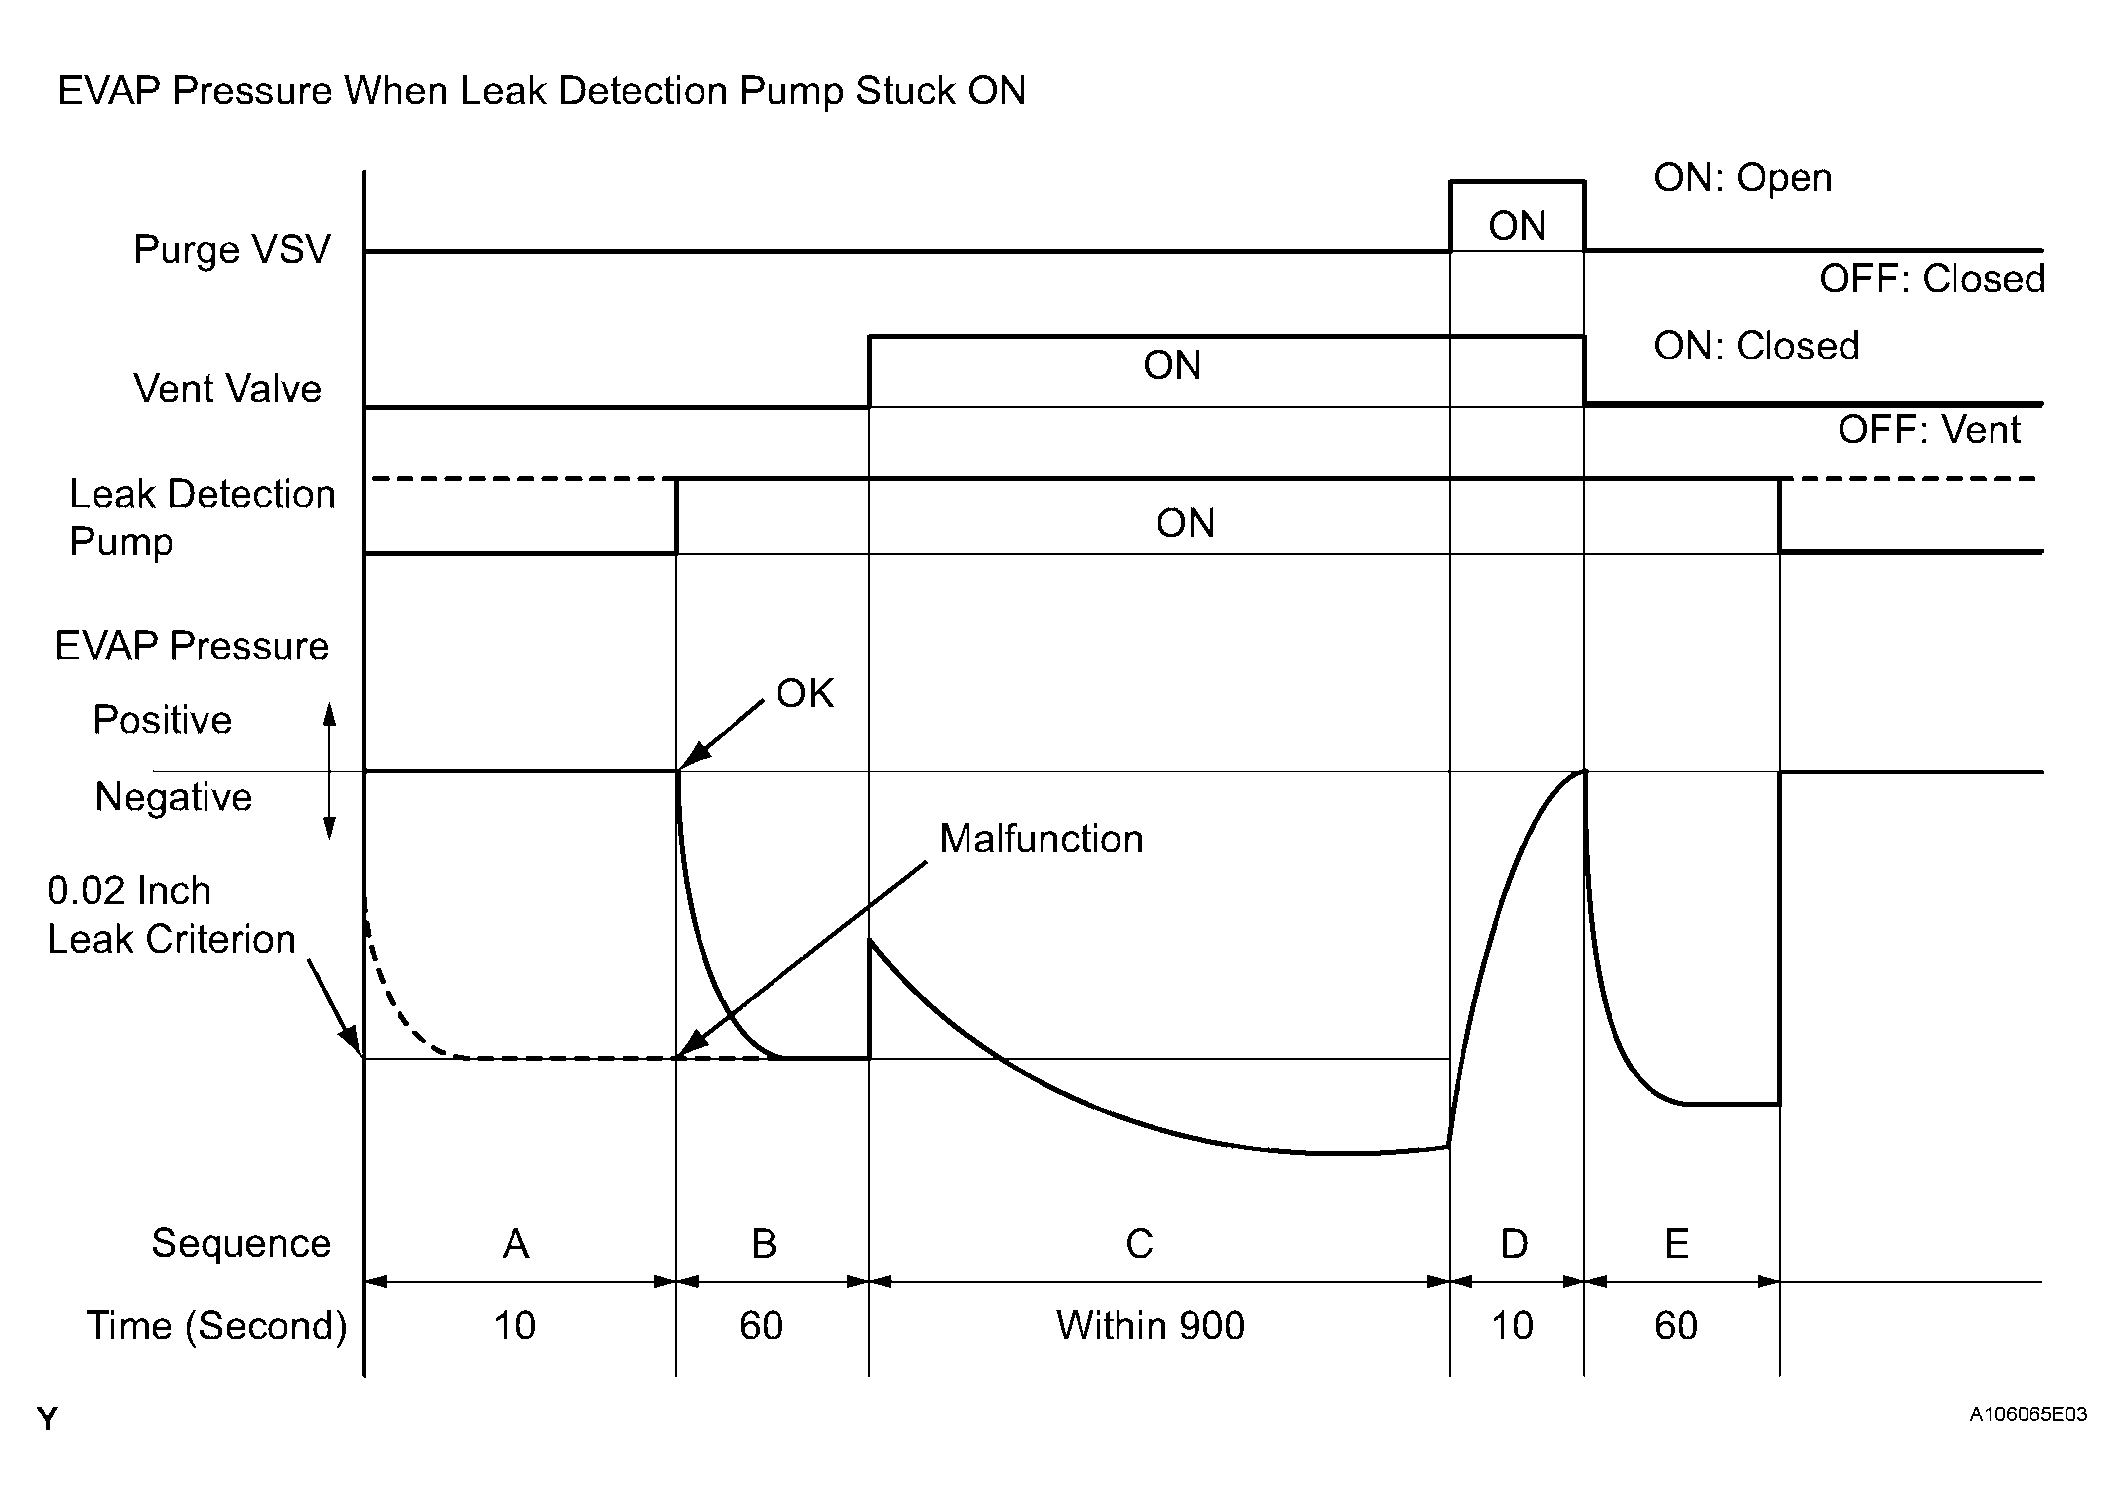 EVAP Pressure When Leak Detection Pump Stuck ON
ON: Open
Purge VSV
ON
OFF: Closed
Vent Valve
ON
ON: Closed
OFF: Vent
Leak Detection
Pump
ON
EVAP Pressure
Positive
OK
Negative
Malfunction
0.02 Inch
Leak Criterion
Sequence A B C D E
Time (Second) 10 60 Within 900 10 60
Y
A106065E03